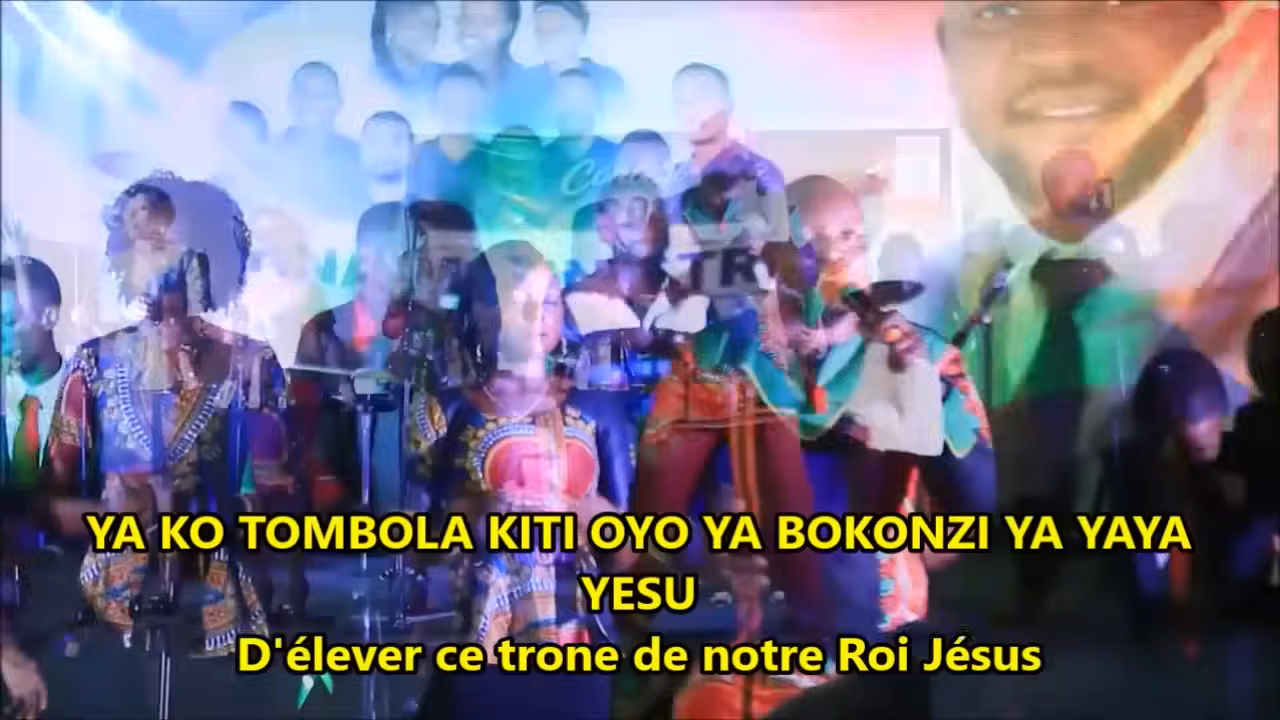 YA KO TOMBOLA KITI OYO YA BOKONZI YA YAYA
YESU
D'élever ce trone de notre Roi Jésus